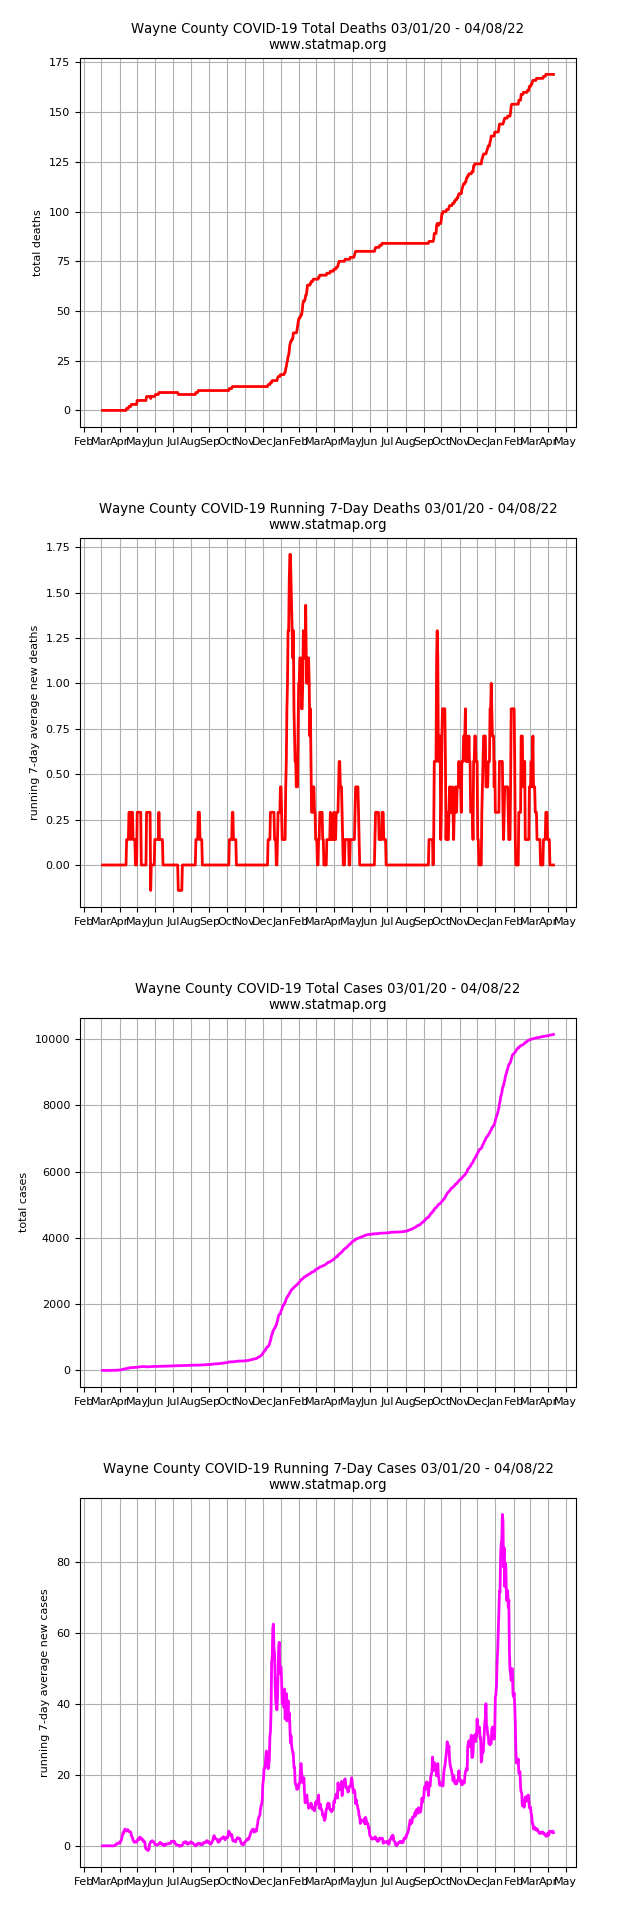 Wayne County COVID-19 Total Deaths 03/01/20 - 04/08/22
www.statmap.org
175
150
125
100
75
50
25
0
total deaths
Feb Mar Apr May Jun Jul Aug Sep Oct Nov Dec Jan Feb Mar Apr May Jun Jul Aug Sep Oct Nov Dec Jan Feb Mar Apr May
Wayne County COVID-19 Running 7-Day Deaths 03/01/20 - 04/08/22
www.statmap.org
1.75
1.50
1.25
1.00
0.75
0.50
0.25
0.00
running 7-day average new deaths
Feb Mar Apr May Jun Jul Aug Sep Oct Nov Dec Jan Feb Mar Apr May Jun Jul Aug Sep Oct Nov Dec Jan Feb Mar Apr May
Wayne County COVID-19 Total Cases 03/01/20 - 04/08/22
www.statmap.org
10000
8000
6000
4000
2000
0
total cases
Feb Mar Apr May Jun Jul Aug Sep Oct Nov Dec Jan Feb Mar Apr May Jun Jul Aug Sep Oct Nov Dec Jan Feb Mar Apr May
Wayne County COVID-19 Running 7-Day Cases 03/01/20 - 04/08/22
www.statmap.org
80
60
40
20
0
running 7-day average new cases
Feb Mar Apr May Jun Jul Aug Sep Oct Nov Dec Jan Feb Mar Apr May Jun Jul Aug Sep Oct Nov Dec Jan Feb Mar Apr May